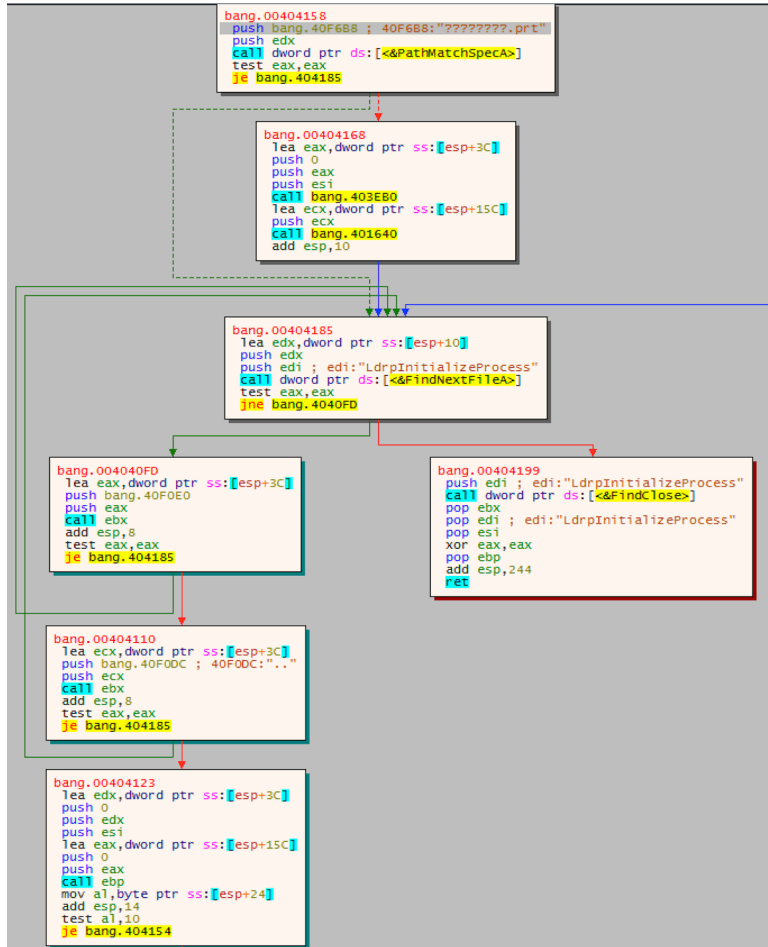 bang.00404158
push bang.40F6B8 ; 40F6B8:"????????.prt"
push edx
call dword ptr ds:[<&PathMatchSpecA>]
test eax,eax
je bang.404185
bang.00404168
lea eax,dword ptr ss:[esp+3C]
push 0
push eax
push esi
call bang.403EB0
lea ecx,dword ptr ss:[esp+15C]
push ecx
call bang.401640
add esp,10
bang.00404185
lea edx,dword ptr ss:[esp+10]
push edx
push edi ; edi:"LdrpInitializeProcess"
call dword ptr ds:[<&FindNextFileA>]
test eax,eax
jne bang.4040FD
bang.004040FD
lea eax,dword ptr ss:[esp+3C]
push bang.40F0E0
push eax
call ebx
add esp,8
test eax,eax
je bang.404185
bang.00404199
push edi ; edi:"LdrpInitializeProcess"
call dword ptr ds:[<&FindClose>]
pop ebx
pop edi ; edi:"LdrpInitializeProcess"
pop esi
xor eax,eax
pop ebp
add esp,244
ret
bang.00404110
lea ecx,dword ptr ss:[esp+3C]
push bang.40F0DC ; 40F0DC:".."
push ecx
call ebx
add esp,8
test eax,eax
je bang.404185
bang.00404123
lea edx,dword ptr ss:[esp+3C]
push 0
push edx
push esi
lea eax,dword ptr ss:[esp+15C]
push 0
push eax
call ebp
mov al,byte ptr ss:[esp+24]
add esp,14
test al,10
je bang.404154